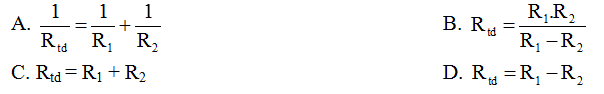 A. 1/R_td = 1/R_1 + 1/R_2    B. R_td = R_1.R_2/(R_1 − R_2)
C. R_td = R_1 + R_2    D. R_td = R_1 − R_2